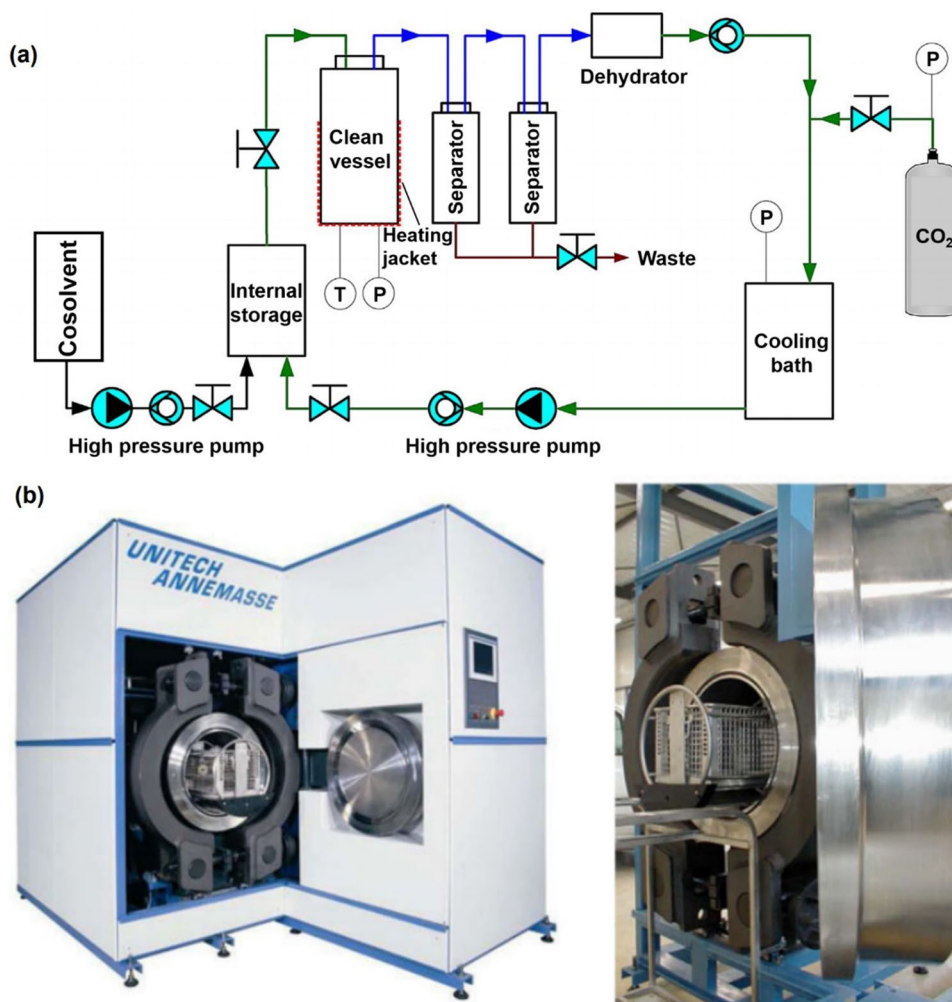 (a)
P
Dehydrator
Clean
vessel
Separator
Separator
Heating
jacket
CO2
P
Waste
Cosolvent
Internal
storage
T
P
Cooling
bath
High pressure pump
High pressure pump
(b)
UNITECH
ANNEMASSE